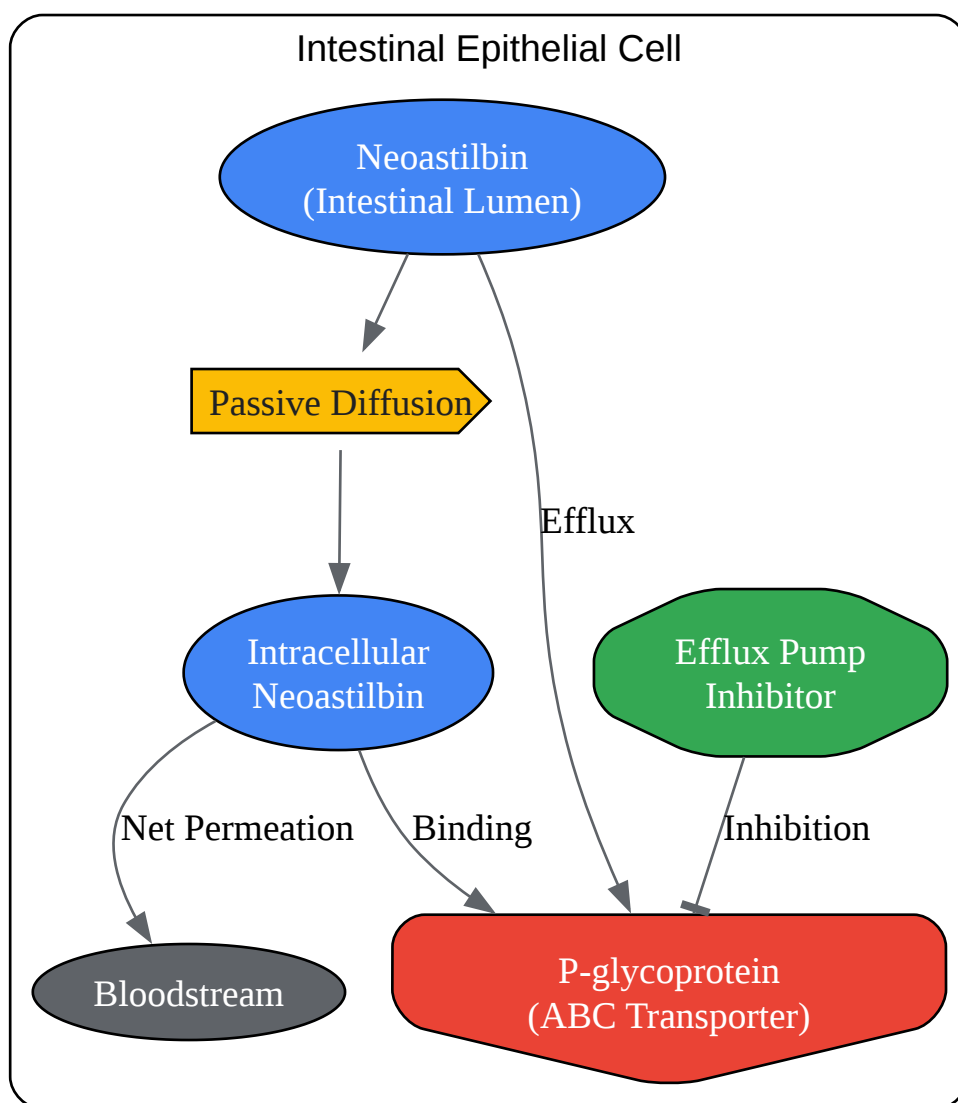 Intestinal Epithelial Cell
Neoastilbin
(Intestinal Lumen)
Passive Diffusion
Efflux
Intracellular
Neoastilbin
Efflux Pump
Inhibitor
Net Permeation
Binding
Inhibition
Bloodstream
P-glycoprotein
(ABC Transporter)